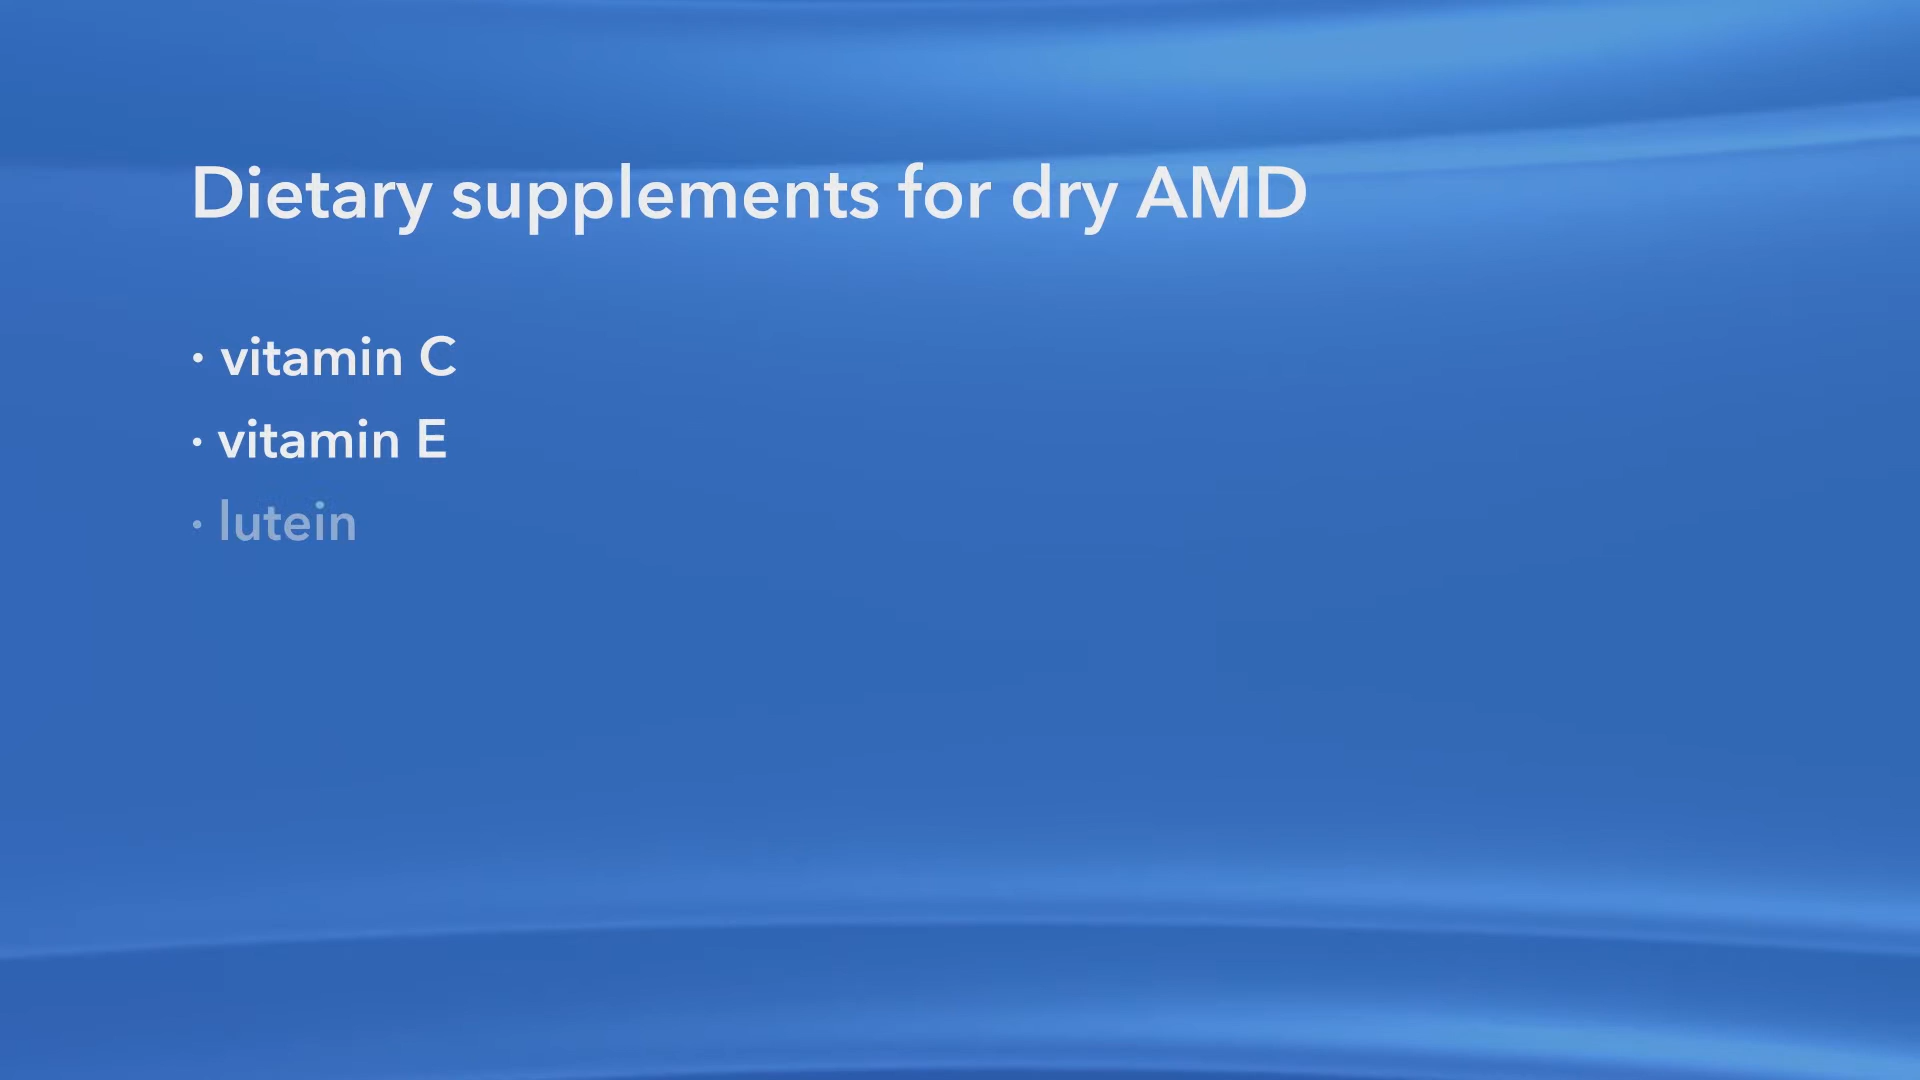 Dietary supplements for dry AMD
· vitamin C
· vitamin E
· lutein